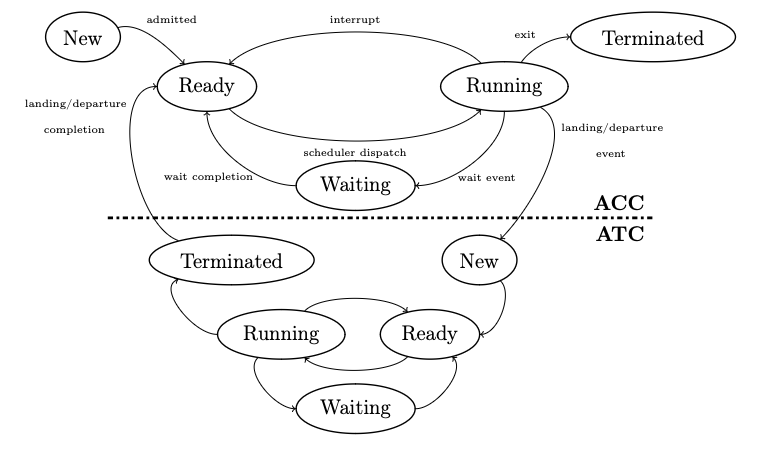 admitted
interrupt
exit
New
Terminated
Ready
Running
landing/departure
completion
landing/departure
event
scheduler dispatch
wait completion
Waiting
wait event
ACC
ATC
Terminated
New
Running
Ready
Waiting